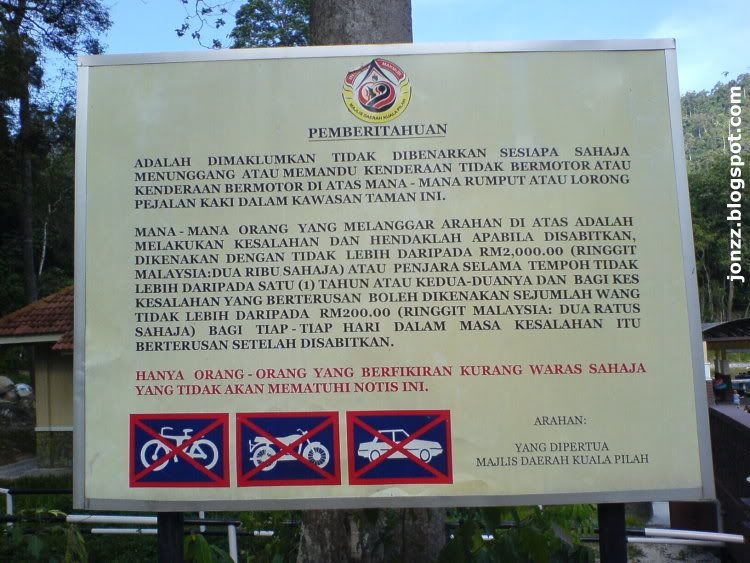 MAJLIS DAERAH KUALA PILAH
PEMBERITAHUAN
ADALAH DIMAKLUMKAN TIDAK DIBENARKAN SESIAPA SAHAJA
MENUNGGANG ATAU MEMANDU KENDERAAN TIDAK BERMOTOR ATAU
KENDERAAN BERMOTOR DI ATAS MANA - MANA RUMPUT ATAU LORONG
PEJALAN KAKI DALAM KAWASAN TAMAN INI.
MANA - MANA ORANG YANG MELANGGAR ARAHAN DI ATAS ADALAH
MELAKUKAN KESALAHAN DAN HENDAKLAH APABILA DISABITKAN,
DIKENAKAN DENGAN TIDAK LEBIH DARIPADA RM2,000.00 (RINGGIT
MALAYSIA:DUA RIBU SAHAJA) ATAU PENJARA SELAMA TEMPOH TIDAK
LEBIH DARIPADA SATU (1) TAHUN ATAU KEDUA-DUANYA DAN BAGI KES
KESALAHAN YANG BERTERUSAN BOLEH DIKENAKAN SEJUMLAH WANG
TIDAK LEBIH DARIPADA RM200.00 (RINGGIT MALAYSIA: DUA RATUS
SAHAJA) BAGI TIAP - TIAP HARI DALAM MASA KESALAHAN ITU
BERTERUSAN SETELAH DISABITKAN.
HANYA ORANG - ORANG YANG BERFIKIRAN KURANG WARAS SAHAJA
YANG TIDAK AKAN MEMATUHI NOTIS INI.
ARAHAN:
YANG DIPERTUA
MAJLIS DAERAH KUALA PILAH
jonzz.blogspot.com